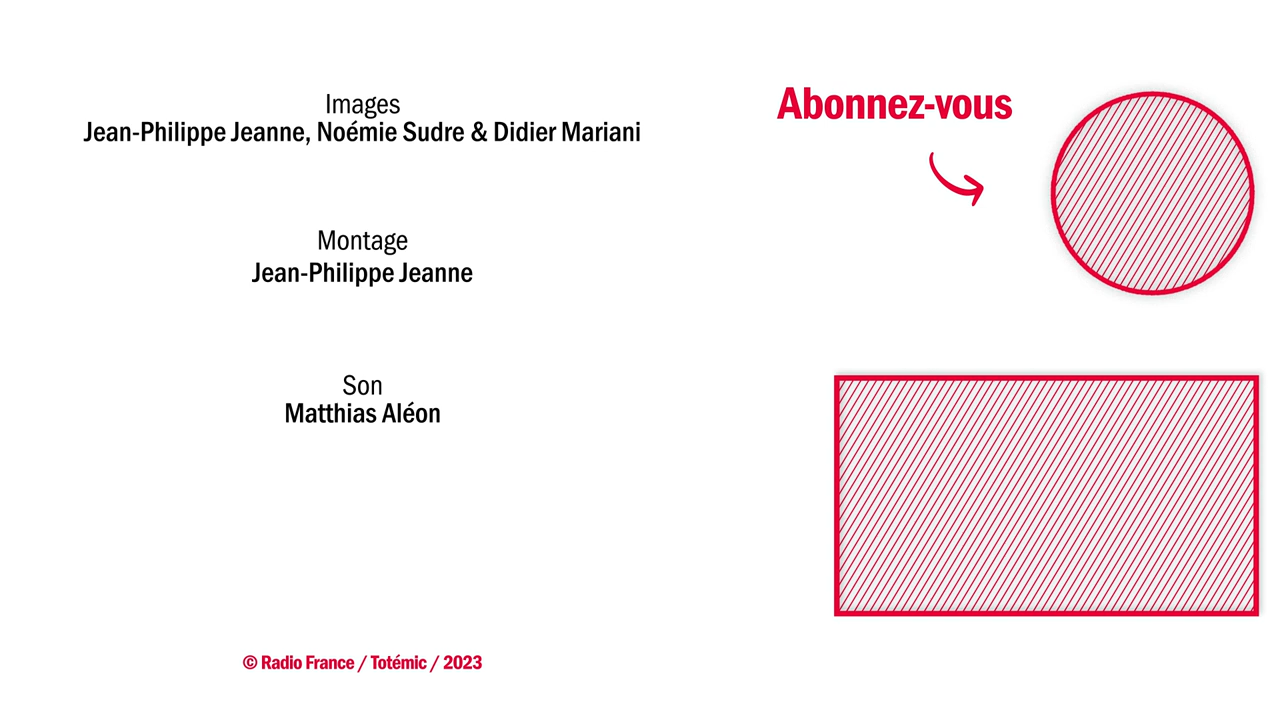 Images
Jean-Philippe Jeanne, Noémie Sudre & Didier Mariani
Montage
Jean-Philippe Jeanne
Son
Matthias Aléon
© Radio France / Totémic / 2023
Abonnez-vous